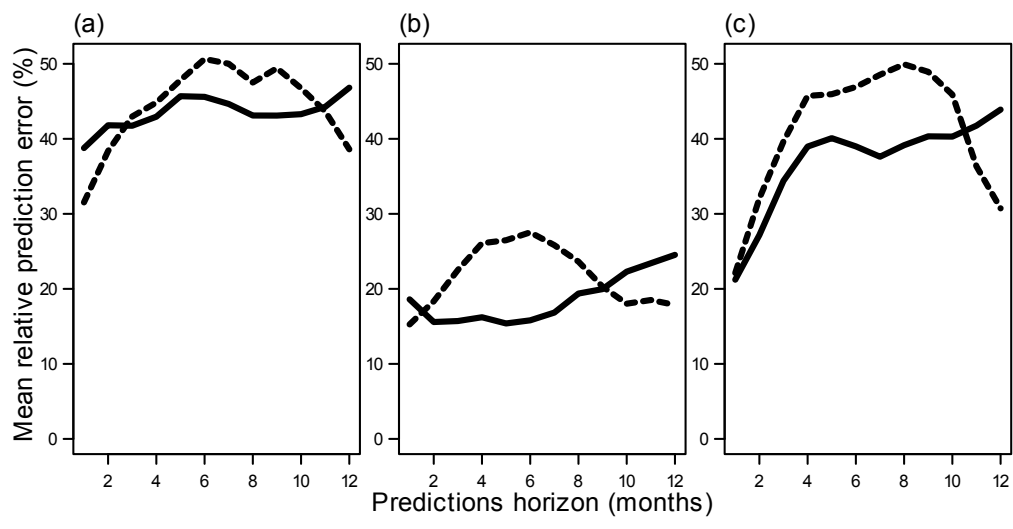 (a) (b) (c)
Mean relative prediction error (%)
50 50 50
40 40 40
30 30 30
20 20 20
10 10 10
0 0 0
2 4 6 8 10 12 2 4 6 8 10 12 2 4 6 8 10 12
Predictions horizon (months)